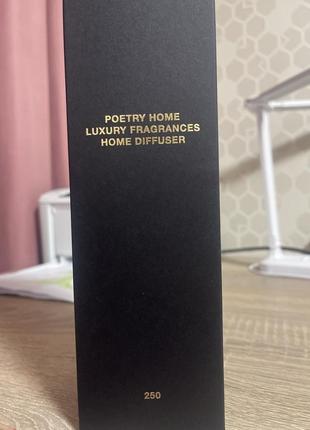 POETRY HOME
LUXURY FRAGRANCES
HOME DIFFUSER
250